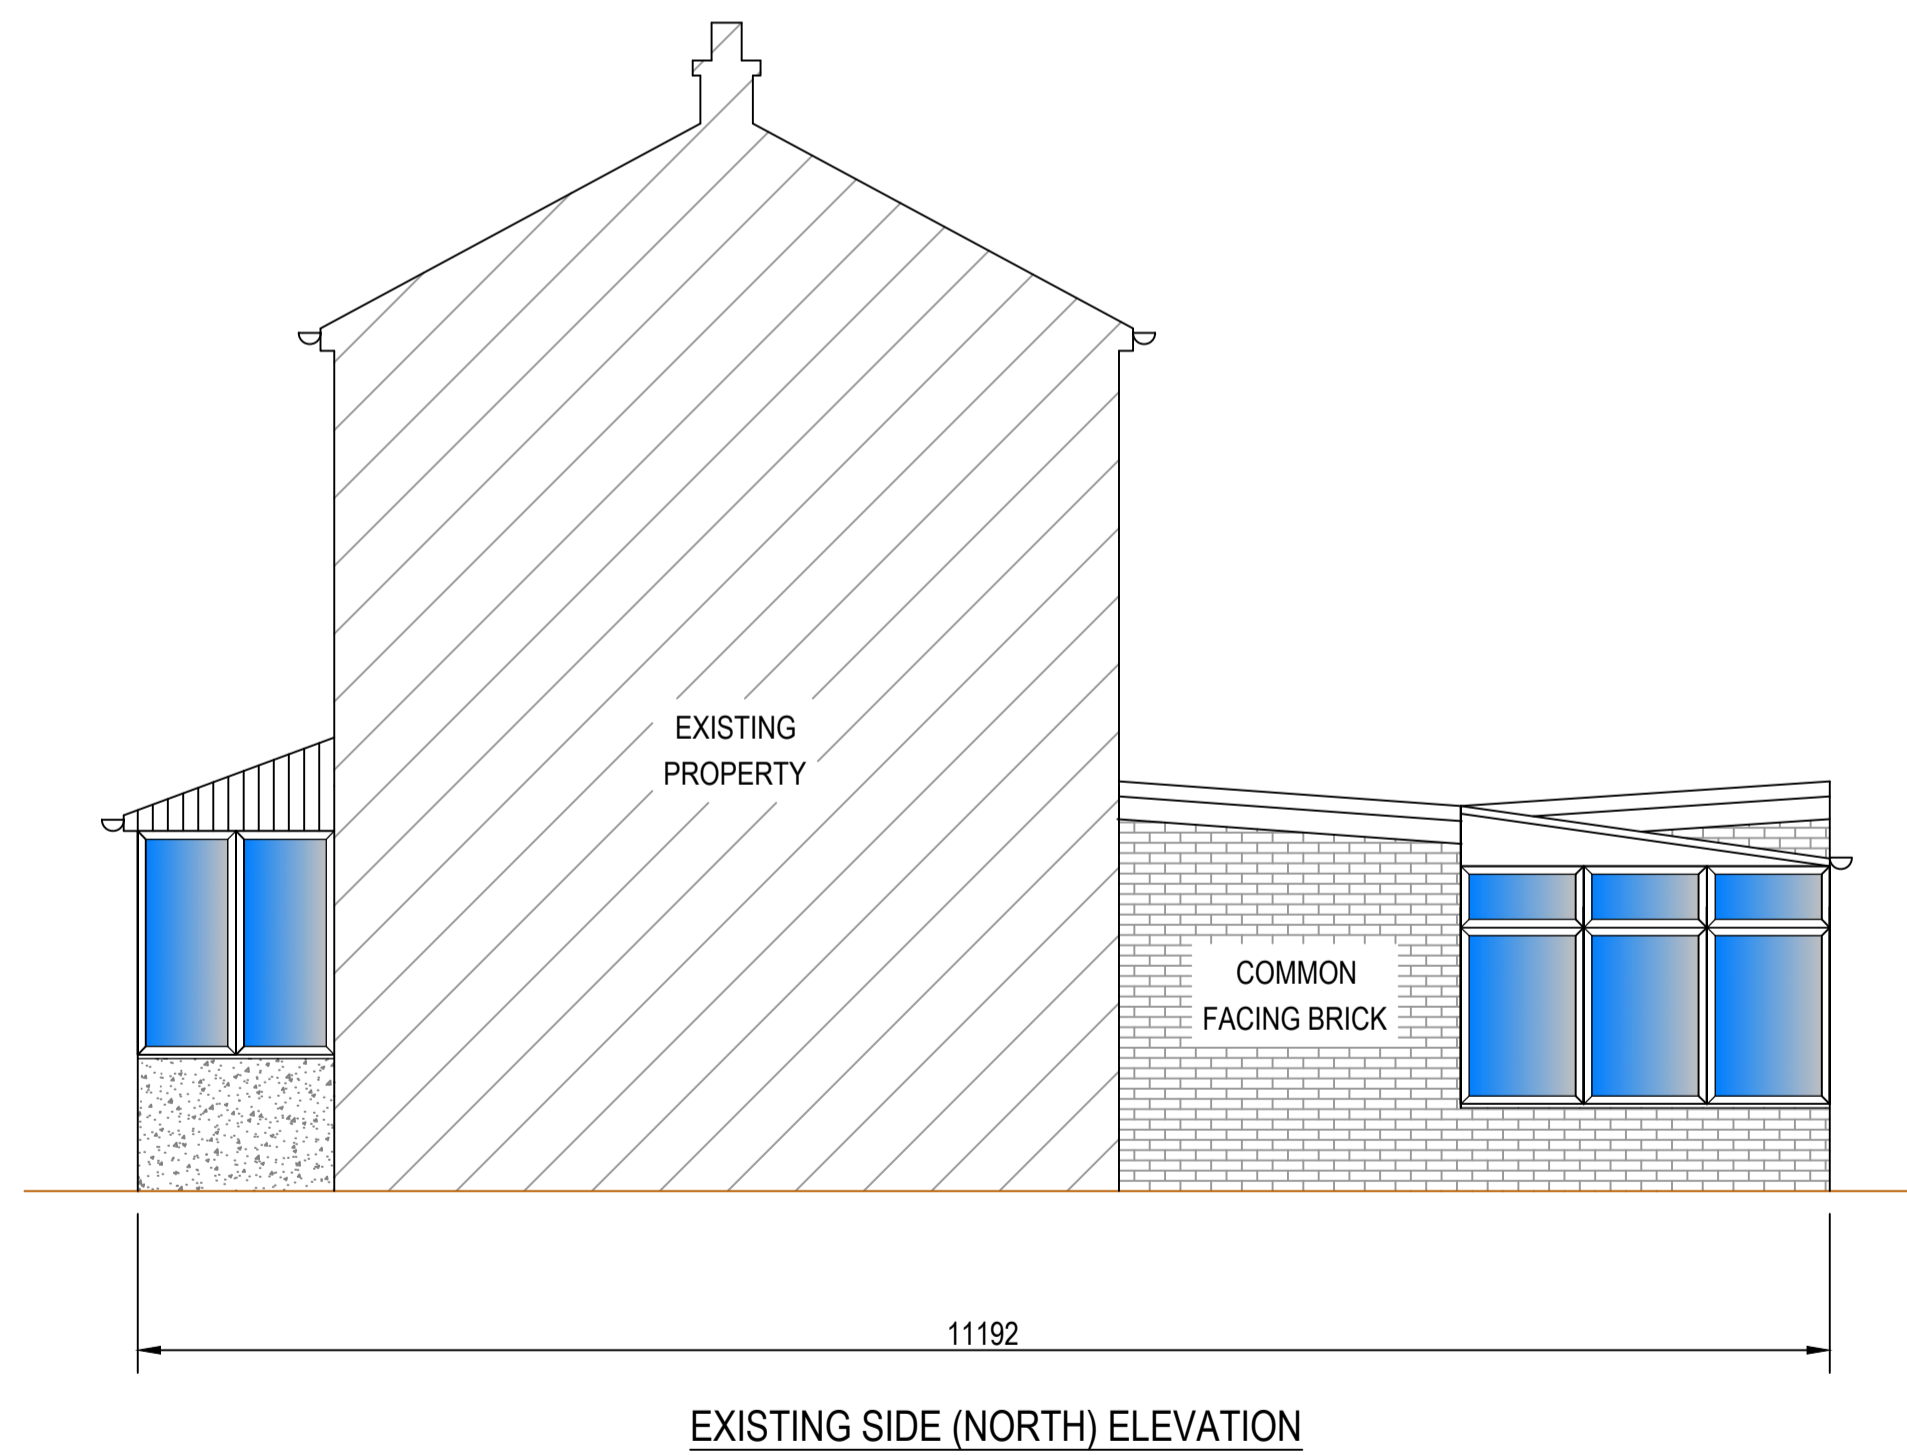 EXISTING
PROPERTY
COMMON
FACING BRICK
11192
EXISTING SIDE (NORTH) ELEVATION